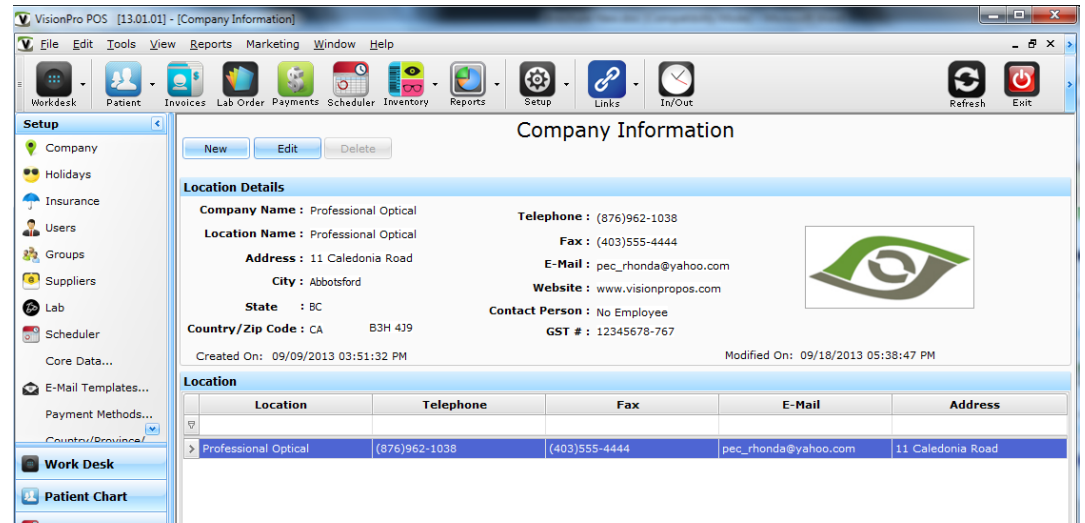 VisionPro POS [13.01.01] - [Company Information]
File Edit Tools View Reports Marketing Window Help
Workdesk Patient Invoices Lab Order Payments Scheduler Inventory Reports Setup Links In/Out Refresh Exit
Setup
Company
Holidays
Insurance
Users
Groups
Suppliers
Lab
Scheduler
Core Data...
E-Mail Templates...
Payment Methods...
Country/Province/
Work Desk
Patient Chart
Company Information
New Edit Delete
Location Details
Company Name : Professional Optical
Location Name : Professional Optical
Address : 11 Caledonia Road
City : Abbotsford
State : BC
Country/Zip Code : CA B3H 4J9
Telephone : (876)962-1038
Fax : (403)555-4444
E-Mail : pec_rhonda@yahoo.com
Website : www.visionpropos.com
Contact Person : No Employee
GST # : 12345678-767
Created On: 09/09/2013 03:51:32 PM
Modified On: 09/18/2013 05:38:47 PM
Location
Location Telephone Fax E-Mail Address
Professional Optical (876)962-1038 (403)555-4444 pec_rhonda@yahoo.com 11 Caledonia Road